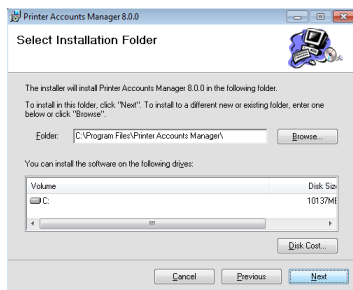 Printer Accounts Manager 8.0.0
Select Installation Folder
The installer will install Printer Accounts Manager 8.0.0 in the following folder.
To install in this folder, click "Next". To install to a different new or existing folder, enter one
below or click "Browse".
Folder: C:\Program Files\Printer Accounts Manager\ Browse...
You can install the software on the following drives:
Volume Disk Size
C: 10137MB
Disk Cost...
Cancel Previous Next